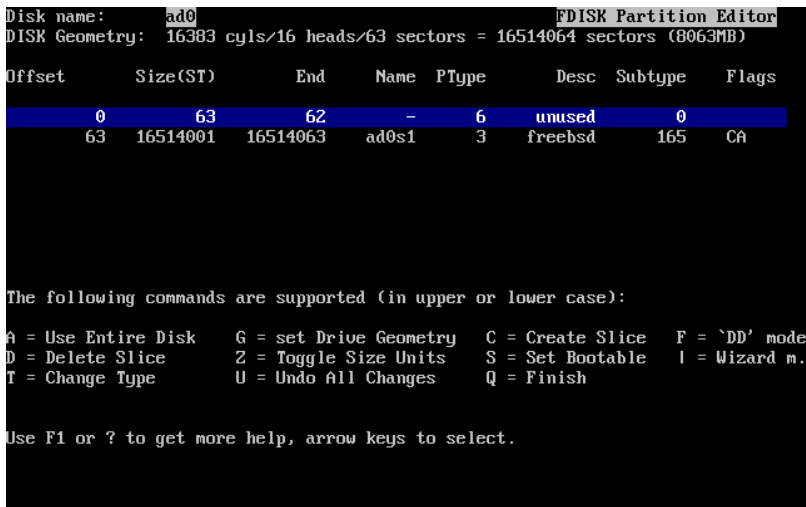 Disk name: ad0 FDISK Partition Editor
DISK Geometry: 16383 cyls/16 heads/63 sectors = 16514064 sectors (8063MB)
Offset Size(ST) End Name PType Desc Subtype Flags
0 63 62 - 6 unused 0
63 16514001 16514063 ad0s1 3 freebsd 165 CA
The following commands are supported (in upper or lower case):
A = Use Entire Disk G = set Drive Geometry C = Create Slice F = `DD' mode
D = Delete Slice Z = Toggle Size Units S = Set Bootable | = Wizard m.
T = Change Type U = Undo All Changes Q = Finish
Use F1 or ? to get more help, arrow keys to select.